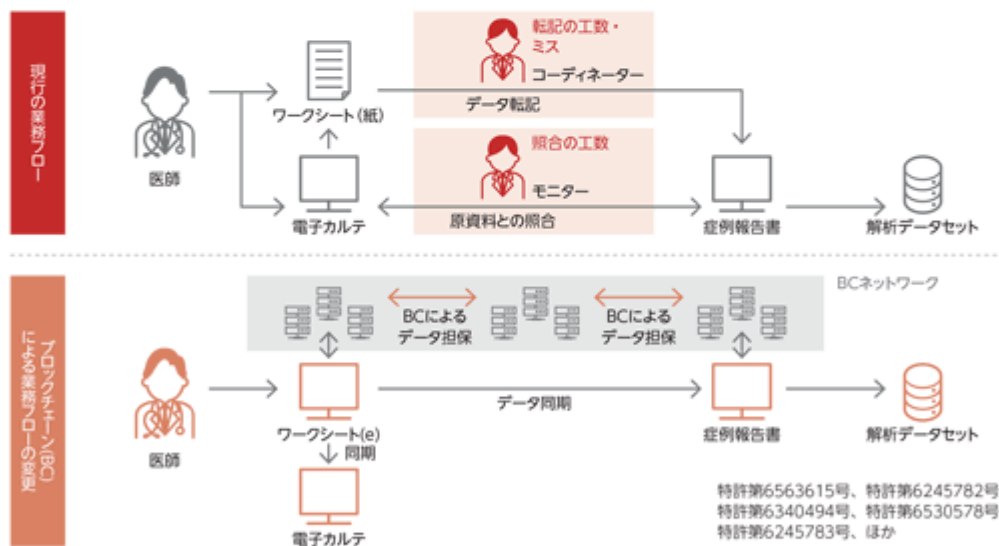 現行の業務フロー
医師
ワークシート（紙）
電子カルテ
転記の工数・
ミス
コーディネーター
データ転記
照合の工数
モニター
原資料との照合
症例報告書
解析データセット
ブロックチェーン(BC)
による業務フローの変更
BCネットワーク
BCによる
データ担保
BCによる
データ担保
医師
ワークシート(e)
同期
電子カルテ
データ同期
症例報告書
解析データセット
特許第6563615号、特許第6245782号
特許第6340494号、特許第6530578号
特許第6245783号、ほか